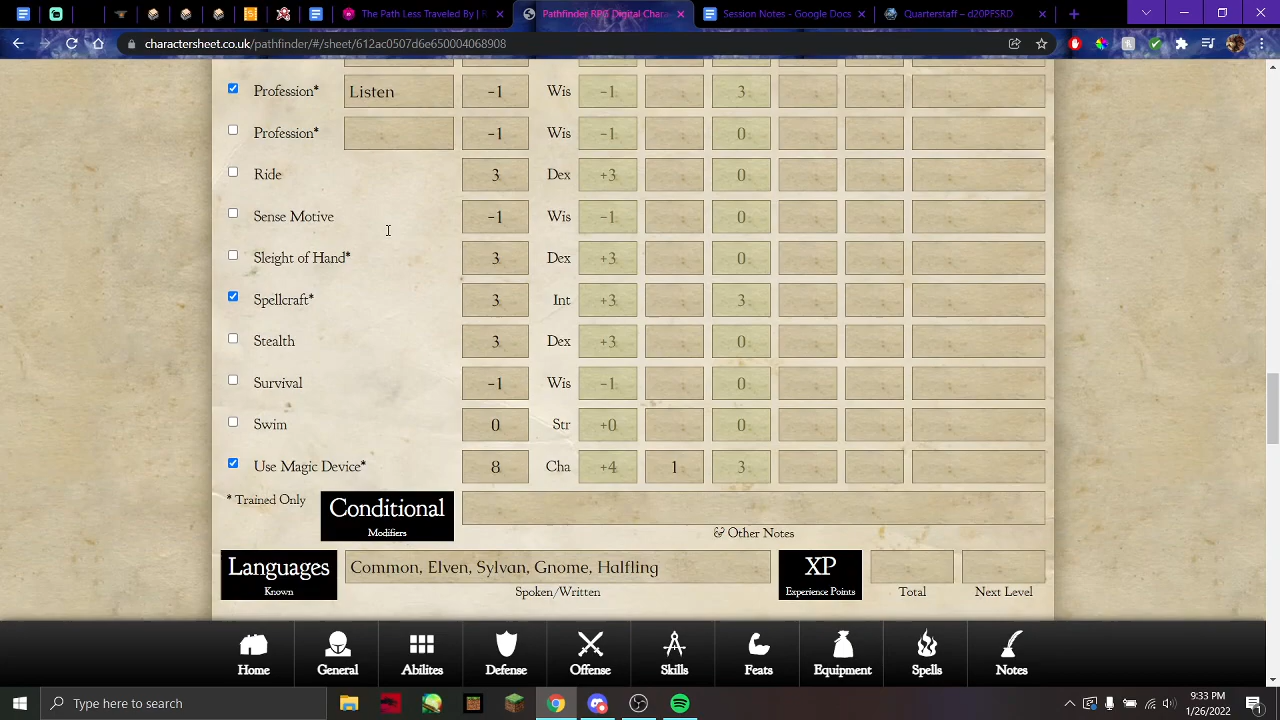 The Path Less Traveled By | F
Pathfinder RPG Digital Chara
Session Notes - Google Docs
Quarterstaff – d20PFSRD
charactersheet.co.uk/pathfinder/#/sheet/612ac0507d6e650004068908
Profession* Listen -1 Wis -1 3
Profession* -1 Wis -1 0
Ride 3 Dex +3 0
Sense Motive -1 Wis -1 0
Sleight of Hand* 3 Dex +3 0
Spellcraft* 3 Int +3 3
Stealth 3 Dex +3 0
Survival -1 Wis -1 0
Swim 0 Str +0 0
Use Magic Device* 8 Cha +4 1 3
* Trained Only
Conditional
Modifiers
& Other Notes
Languages
Known
Common, Elven, Sylvan, Gnome, Halfling
Spoken/Written
XP
Experience Points
Total
Next Level
Home General Abilites Defense Offense Skills Feats Equipment Spells Notes
Type here to search
9:33 PM
1/26/2022